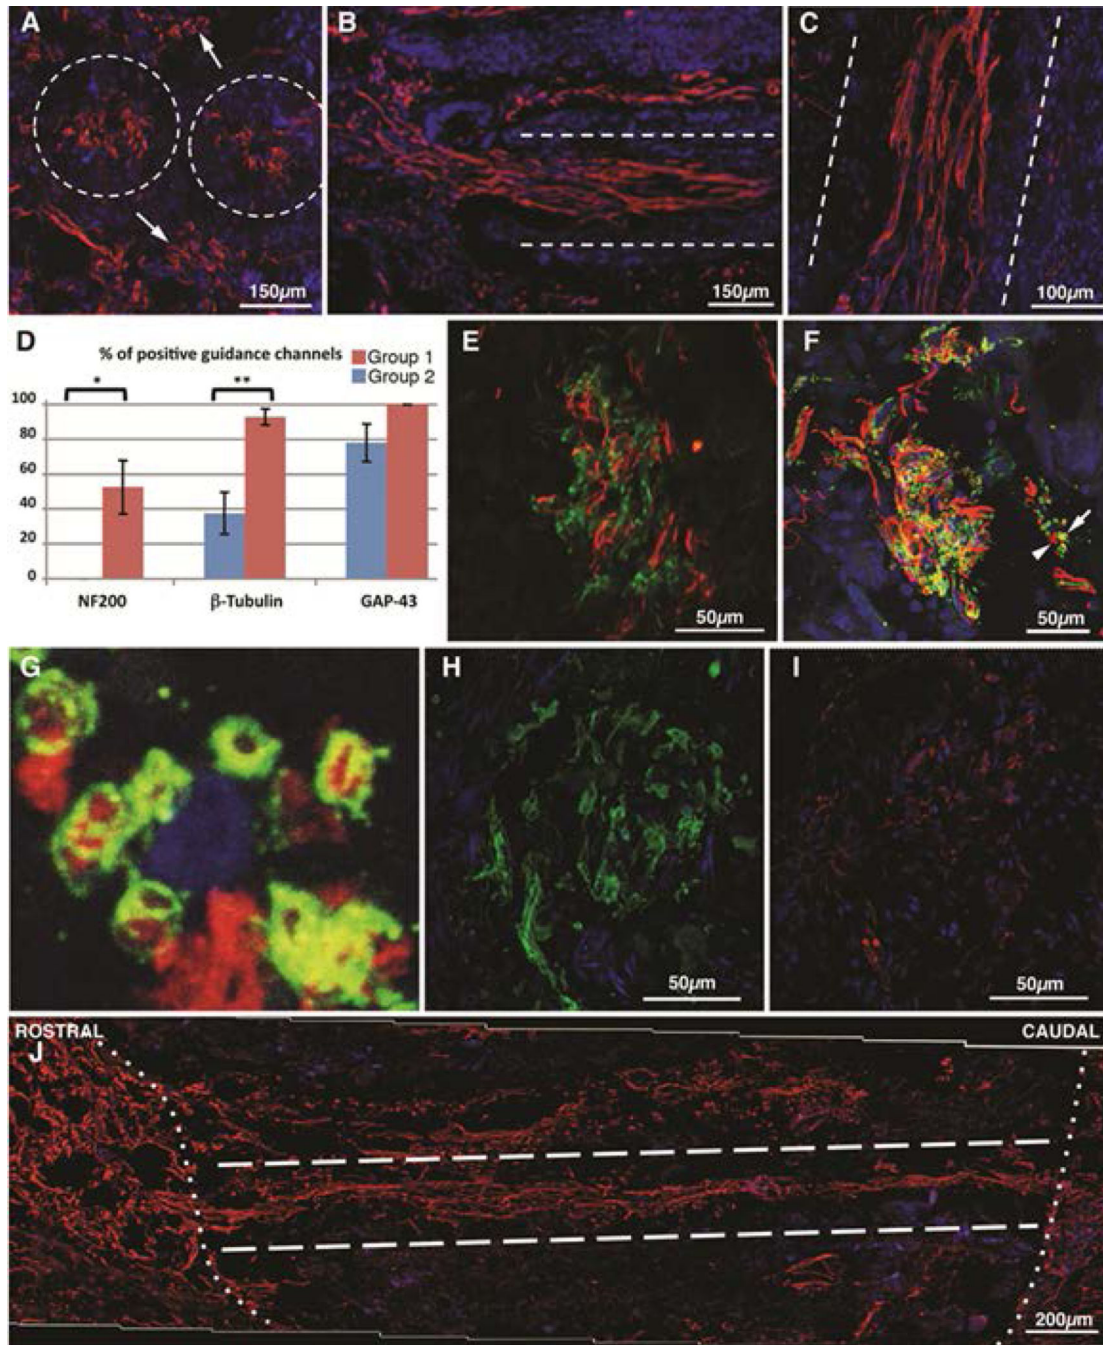 A
B
C
150µm
150µm
100µm
D
% of positive guidance channels
Group 1
Group 2
*
**
100
80
60
40
20
0
NF200
β-Tubulin
GAP-43
E
F
50µm
50µm
G
H
I
50µm
50µm
ROSTRAL
CAUDAL
J
200µm